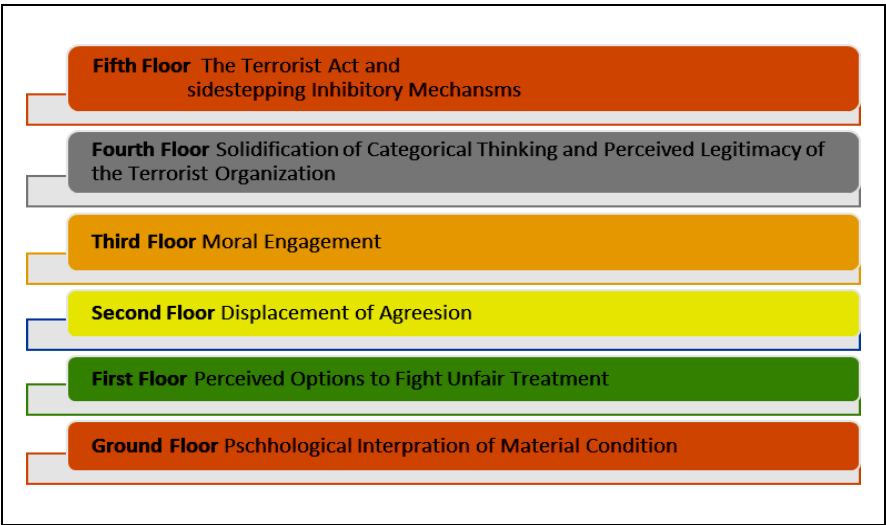 Fifth Floor The Terrorist Act and
sidestepping Inhibitory Mechansms
Fourth Floor Solidification of Categorical Thinking and Perceived Legitimacy of
the Terrorist Organization
Third Floor Moral Engagement
Second Floor Displacement of Agreesion
First Floor Perceived Options to Fight Unfair Treatment
Ground Floor Pschhological Interpration of Material Condition